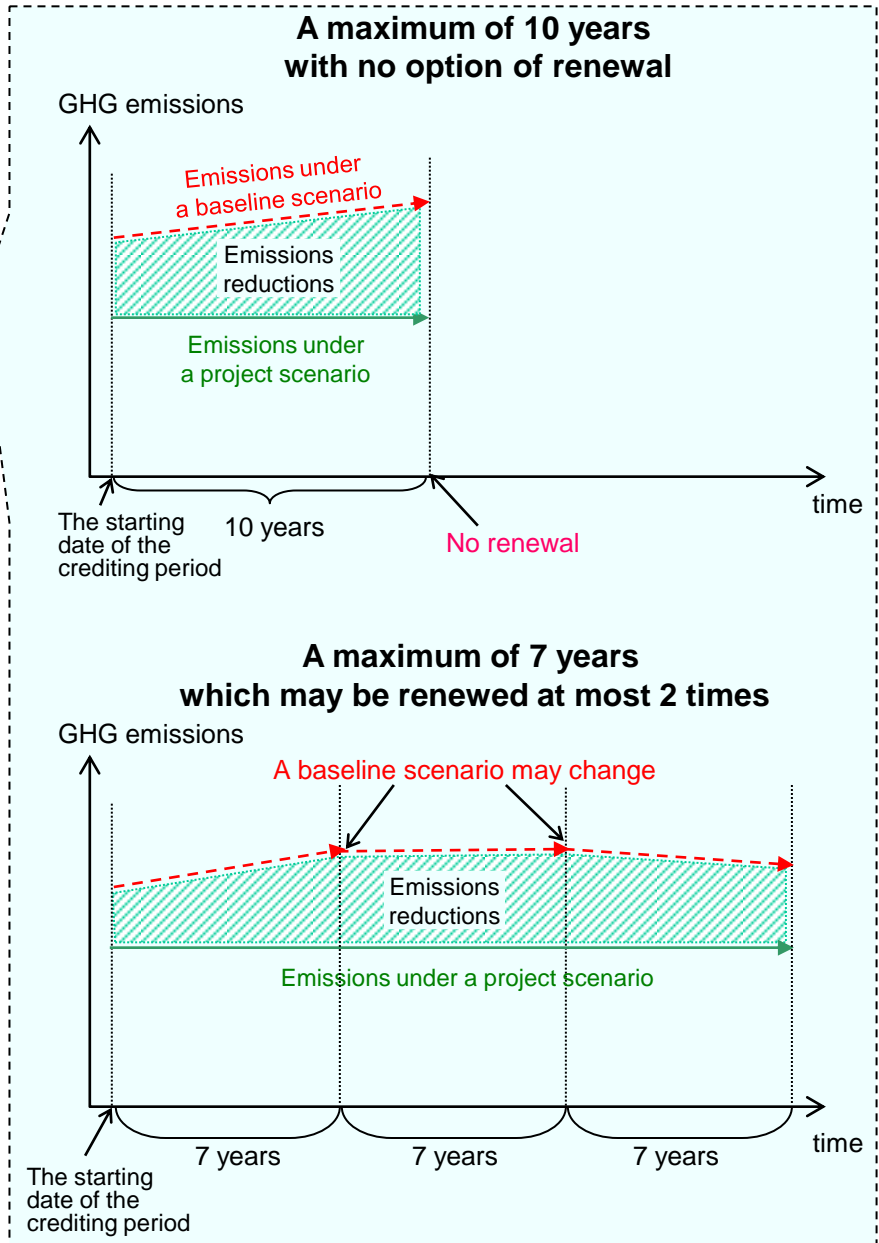 A maximum of 10 years
with no option of renewal
GHG emissions
Emissions under
a baseline scenario
Emissions
reductions
Emissions under
a project scenario
time
The starting
date of the
crediting period
10 years
No renewal
A maximum of 7 years
which may be renewed at most 2 times
GHG emissions
A baseline scenario may change
Emissions
reductions
Emissions under a project scenario
time
7 years
7 years
7 years
The starting
date of the
crediting period